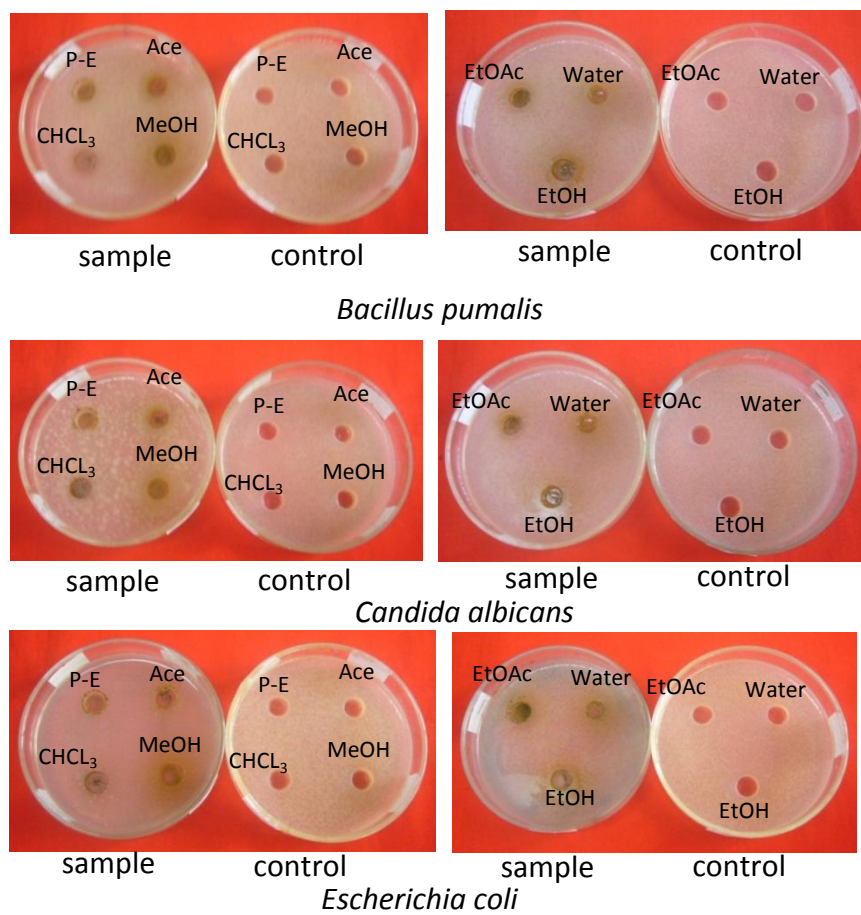 P-E Ace P-E Ace EtOAc Water EtOAc Water
CHCL3 MeOH CHCL3 MeOH
EtOH EtOH
sample control sample control
Bacillus pumalis
P-E Ace P-E Ace EtOAc Water EtOAc Water
CHCL3 MeOH CHCL3 MeOH
EtOH EtOH
sample control sample control
Candida albicans
P-E Ace P-E Ace EtOAc Water EtOAc Water
CHCL3 MeOH CHCL3 MeOH
EtOH EtOH
sample control sample control
Escherichia coli